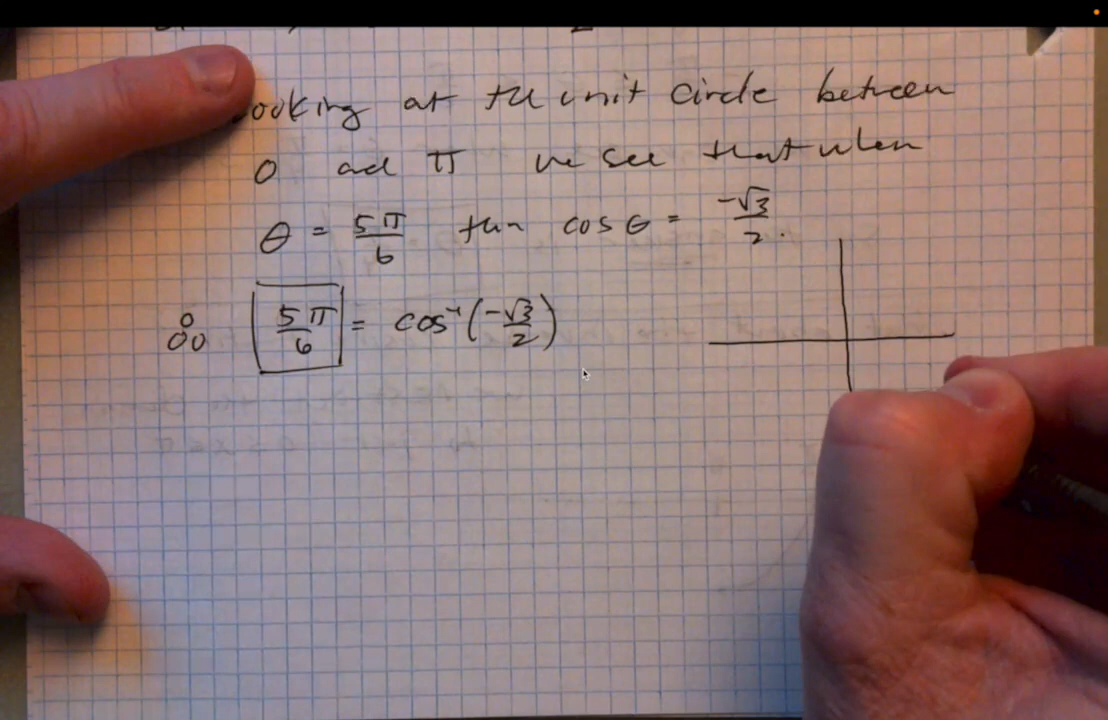 ooking at the unit circle between
0 and π we see that when
θ = 5π/6 then cos θ = -√3/2.
∴ 5π/6 = cos⁻¹(-√3/2)